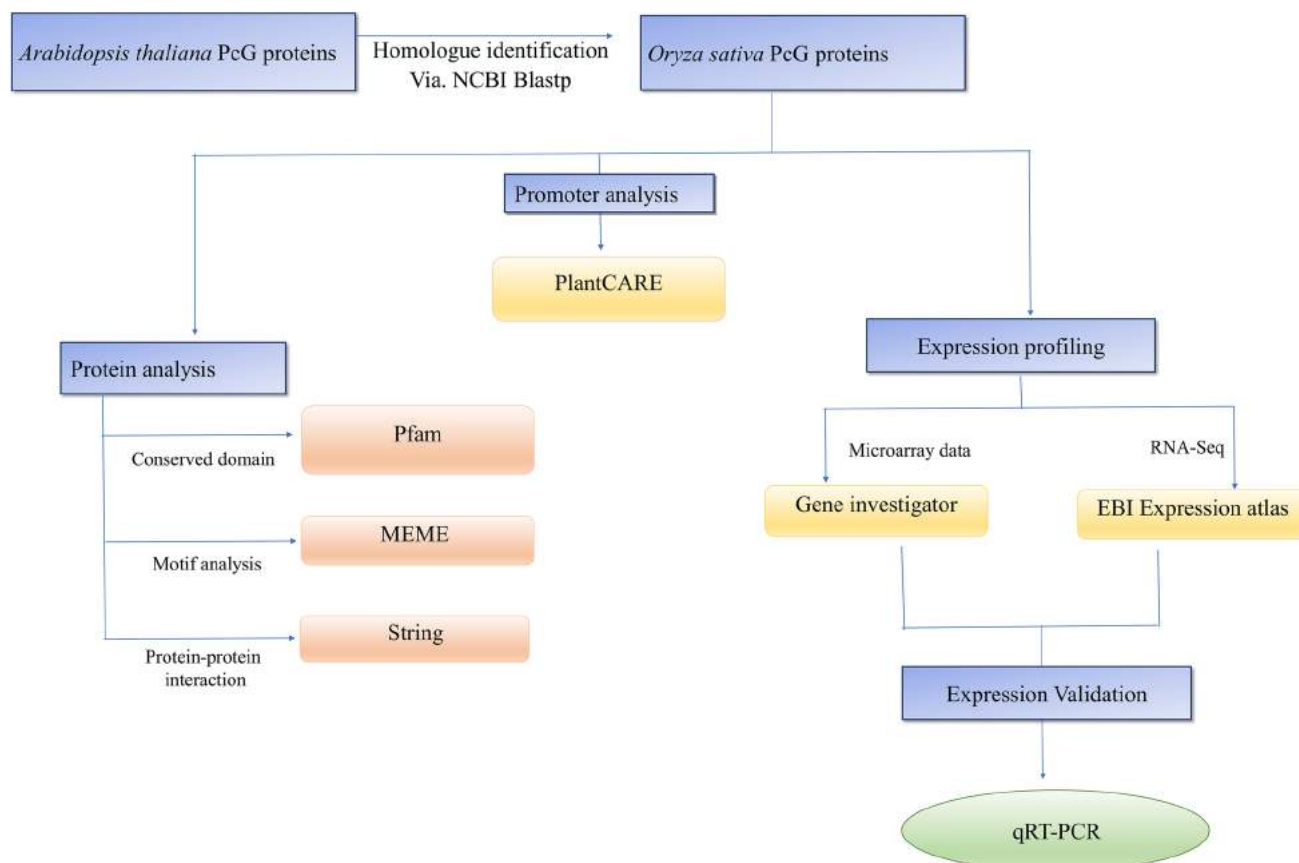 Arabidopsis thaliana PcG proteins
Homologue identification
Via. NCBI Blastp
Oryza sativa PcG proteins
Promoter analysis
PlantCARE
Protein analysis
Pfam
Conserved domain
MEME
Motif analysis
String
Protein-protein
interaction
Expression profiling
Microarray data
RNA-Seq
Gene investigator
EBI Expression atlas
Expression Validation
qRT-PCR